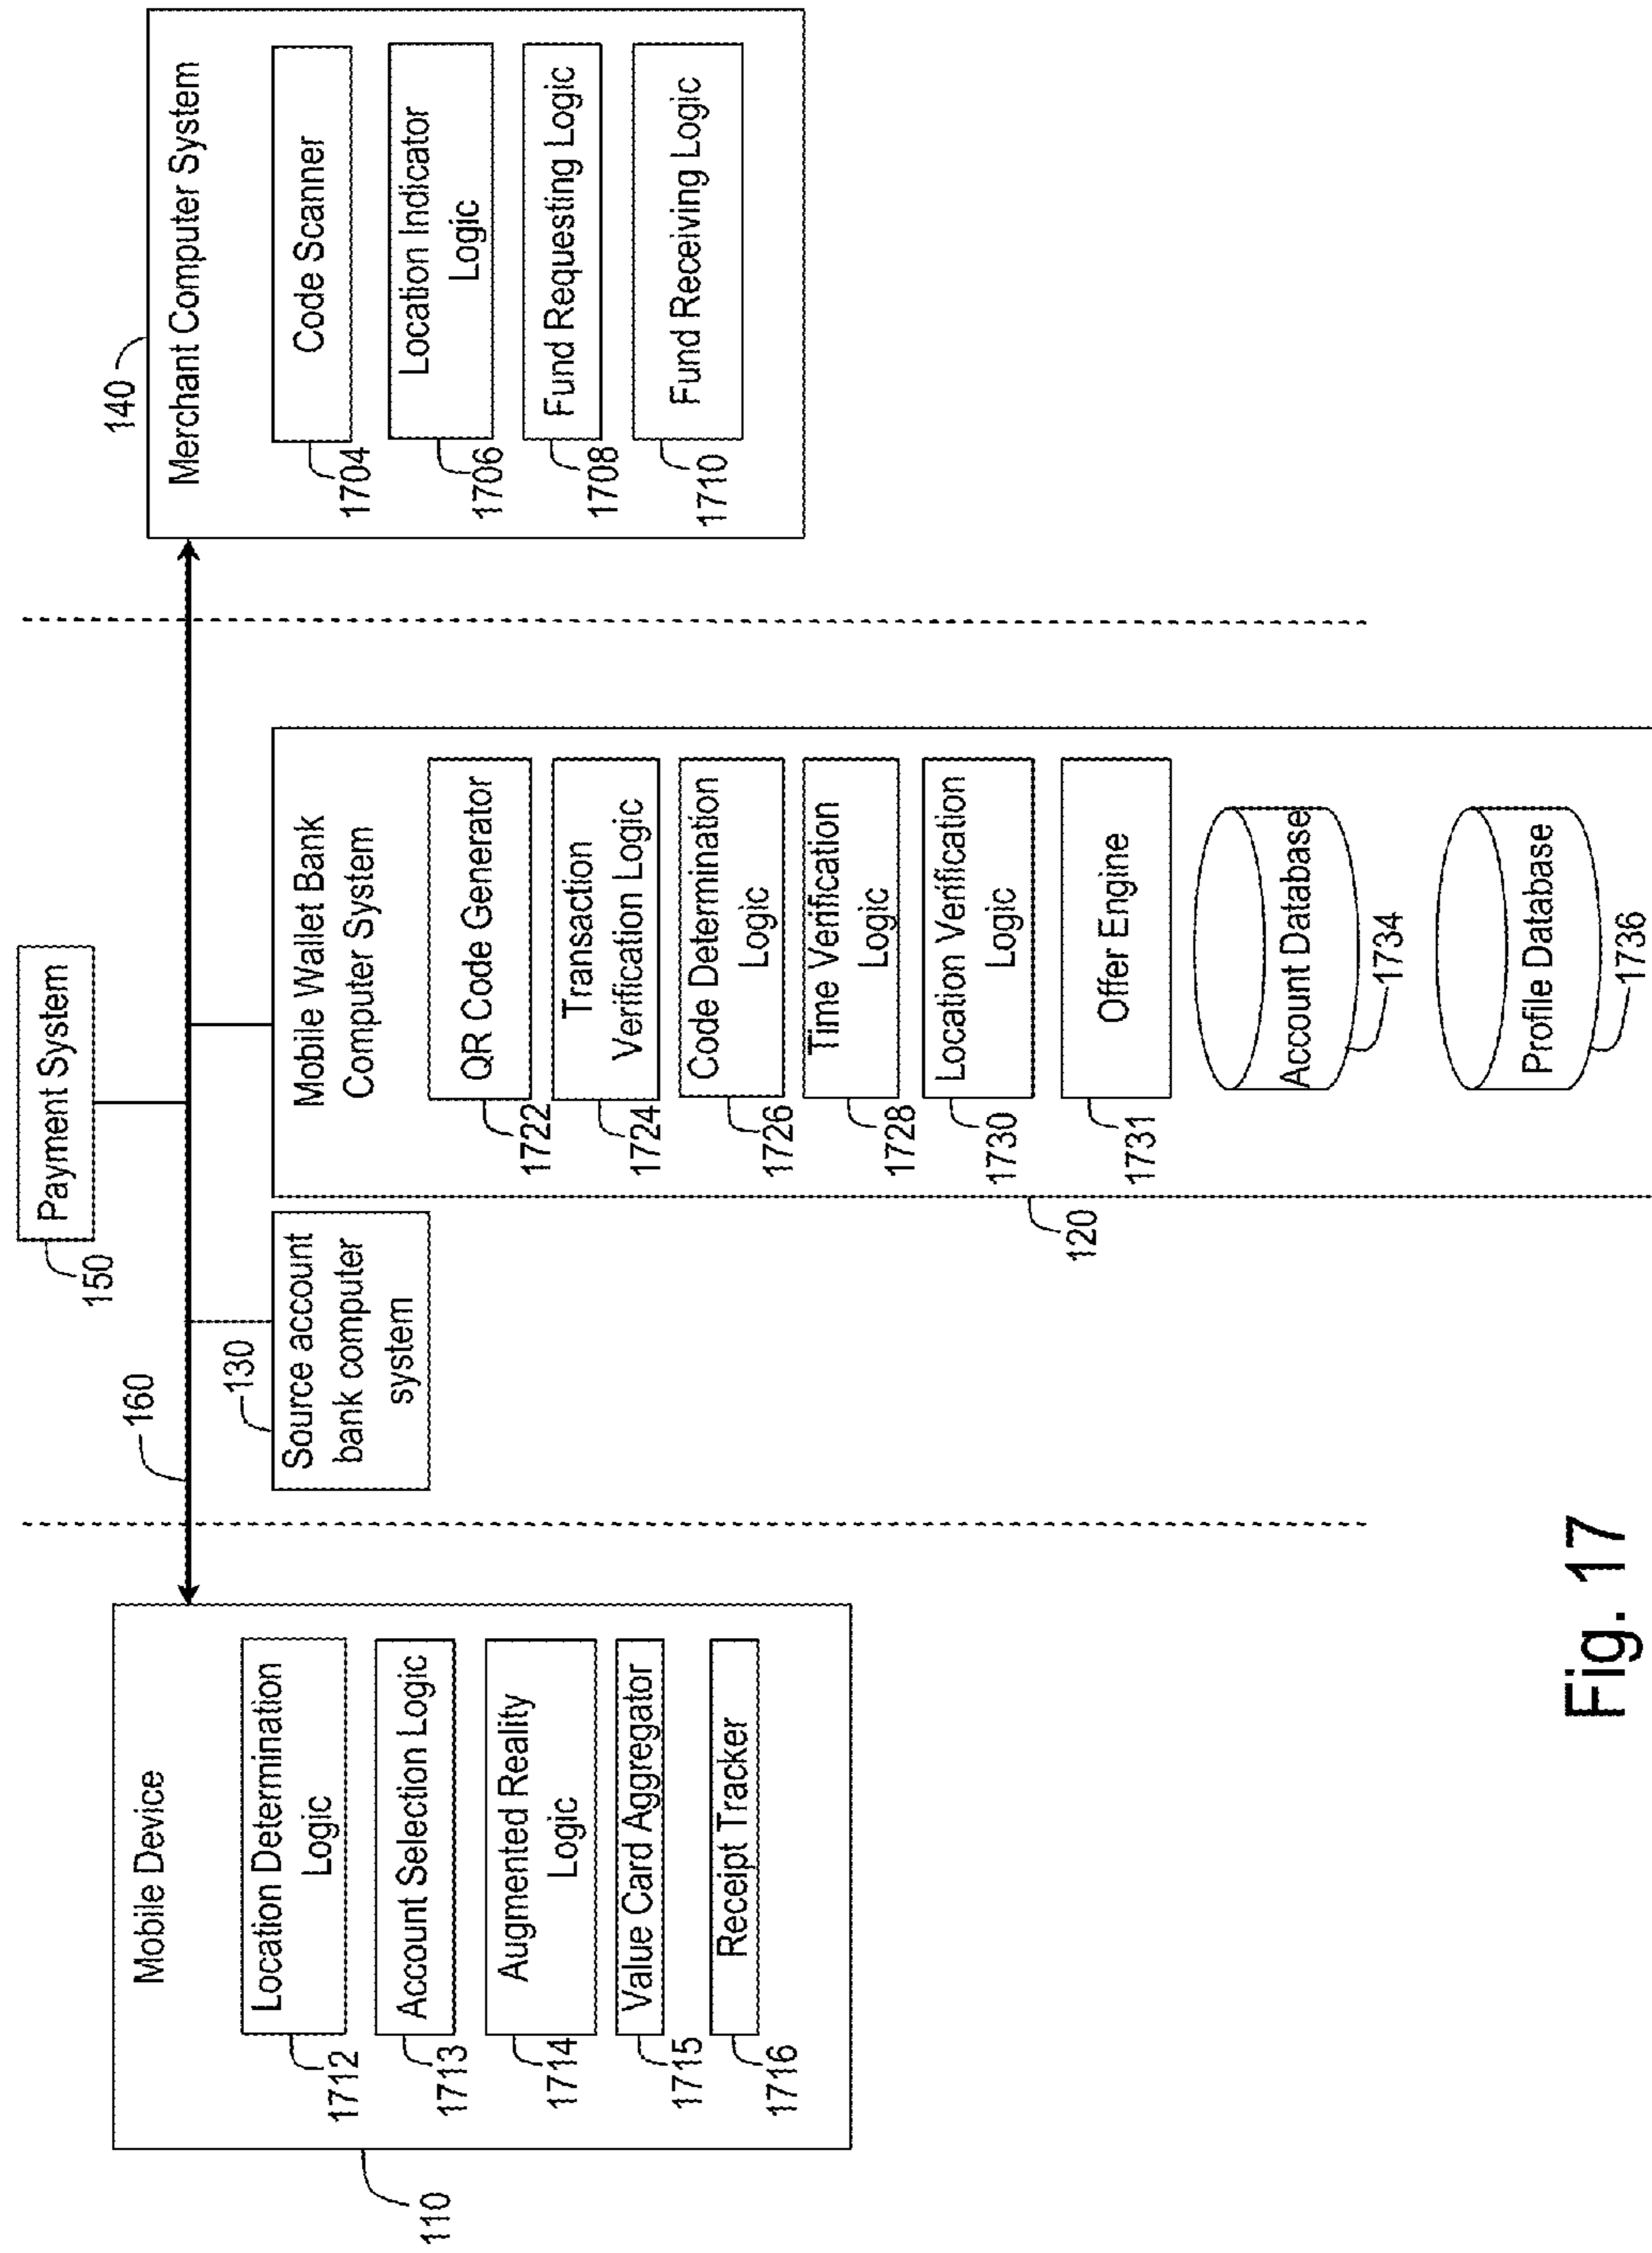 Payment System
150
160
130
Source account
bank computer
system
Mobile Device
Location Determination
Logic
1712
Account Selection Logic
1713
Augmented Reality
Logic
1714
Value Card Aggregator
1715
Receipt Tracker
1716
110
Mobile Wallet Bank
Computer System
QR Code Generator
1722
Transaction
Verification Logic
1724
Code Determination
Logic
1726
Time Verification
Logic
1728
Location Verification
Logic
1730
Offer Engine
1731
120
Account Database
1734
Profile Database
1736
140
Merchant Computer System
Code Scanner
1704
Location Indicator
Logic
1706
Fund Requesting Logic
1708
Fund Receiving Logic
1710
Fig. 17